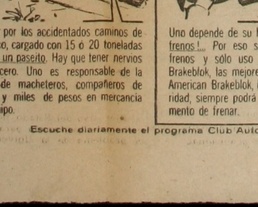 por los accidentados caminos de
co, cargado con 15 ó 20 toneladas
un paseito. Hay que tener nervios
cero. Uno es responsable de la
de macheteros, compañeros de
y miles de pesos en mercancía
ipo.
Uno depende de su
frenos!... Por eso s
frenos y sólo uso
Brakeblok, las mejore
American Brakeblok, l
ridad, siempre podrá
mento de frenar.
Escuche diariamente el programa Club Auto